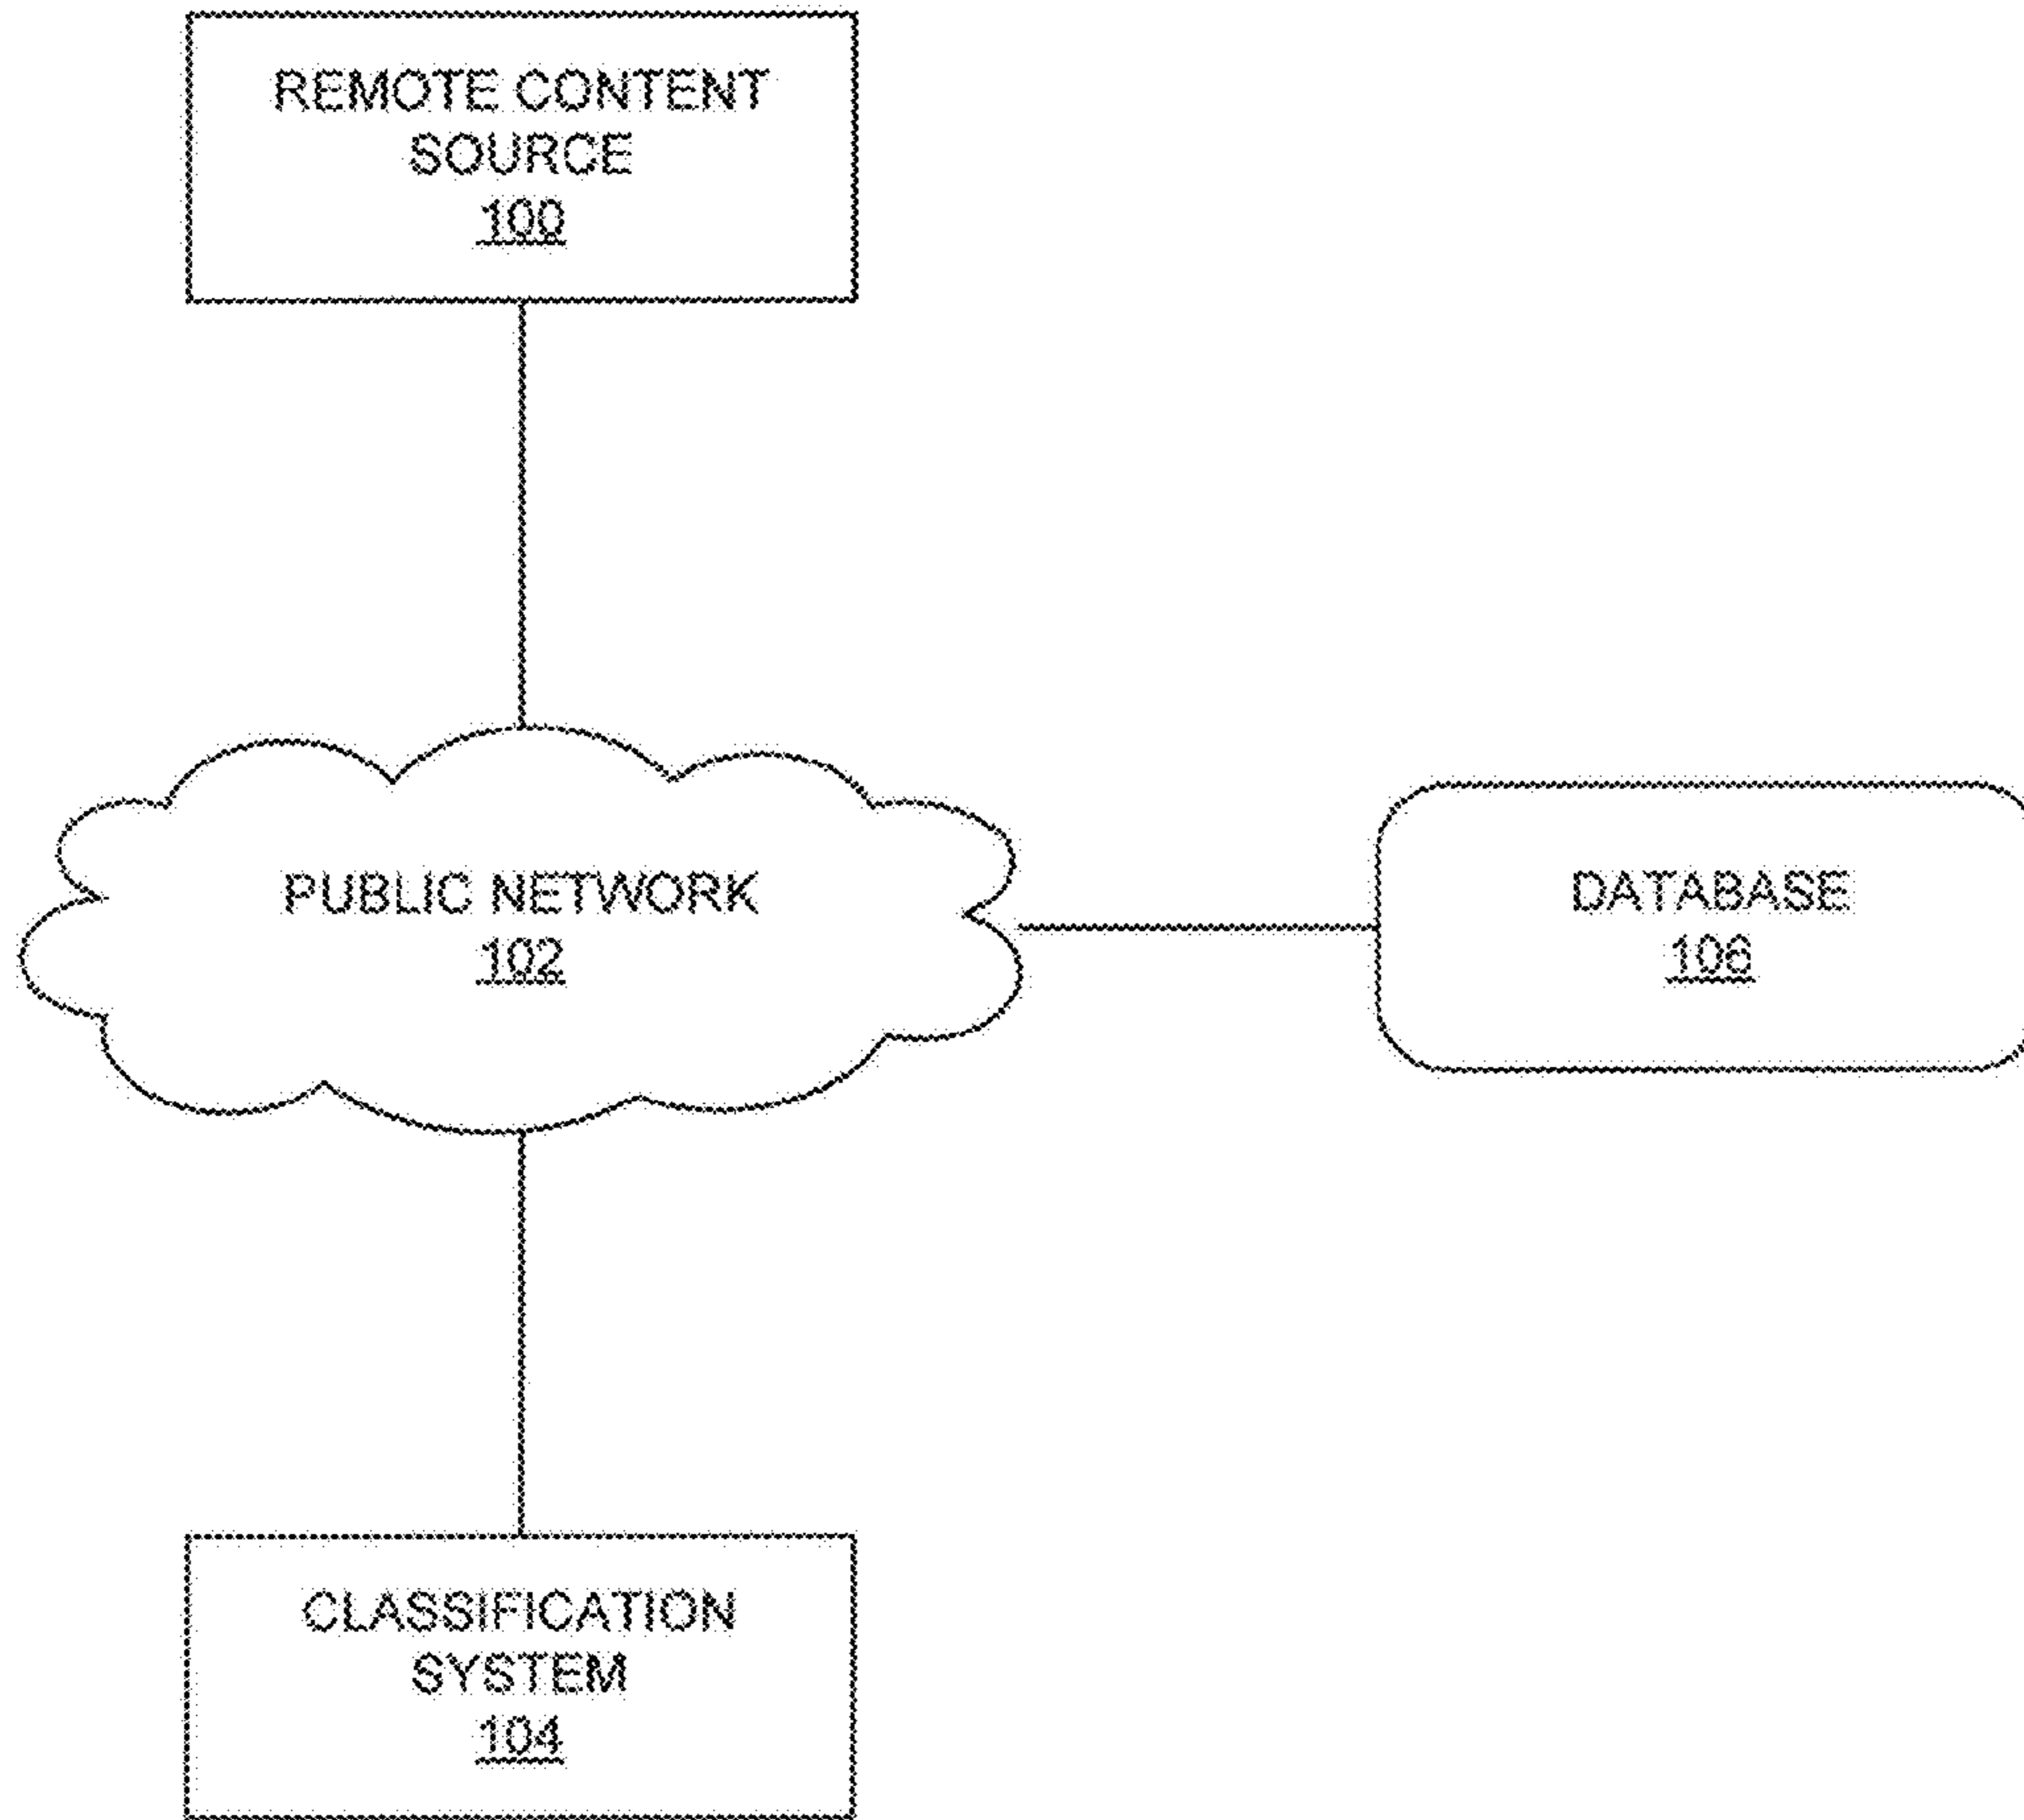 REMOTE CONTENT
SOURCE
100
PUBLIC NETWORK
102
DATABASE
106
CLASSIFICATION
SYSTEM
104